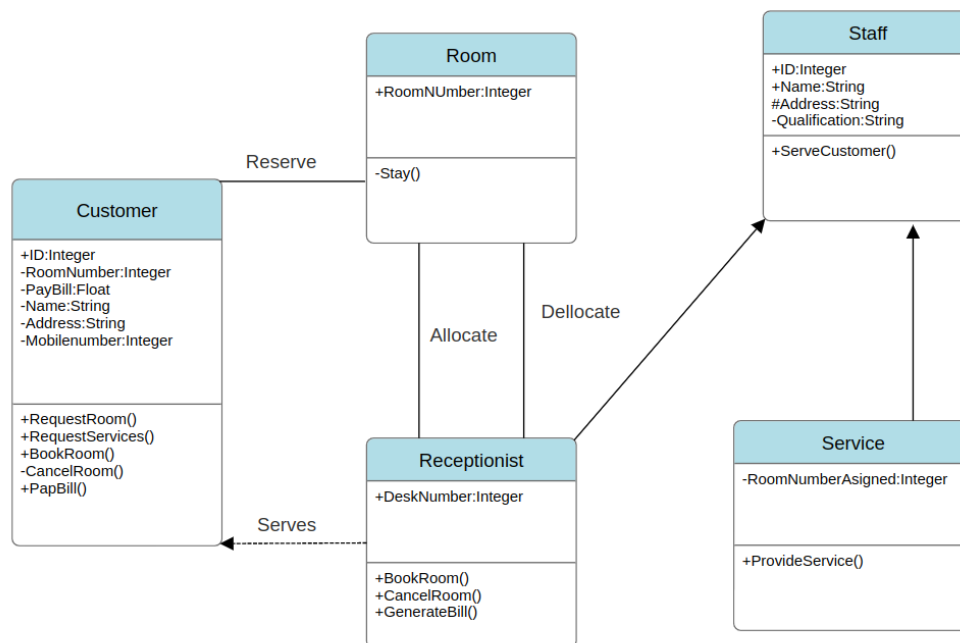 Room
+RoomNUmber:Integer
-Stay()
Staff
+ID:Integer
+Name:String
#Address:String
-Qualification:String
+ServeCustomer()
Reserve
Customer
+ID:Integer
-RoomNumber:Integer
-PayBill:Float
-Name:String
-Address:String
-Mobilenumber:Integer
+RequestRoom()
+RequestServices()
+BookRoom()
-CancelRoom()
+PapBill()
Allocate
Dellocate
Serves
Receptionist
+DeskNumber:Integer
+BookRoom()
+CancelRoom()
+GenerateBill()
Service
-RoomNumberAsigned:Integer
+ProvideService()